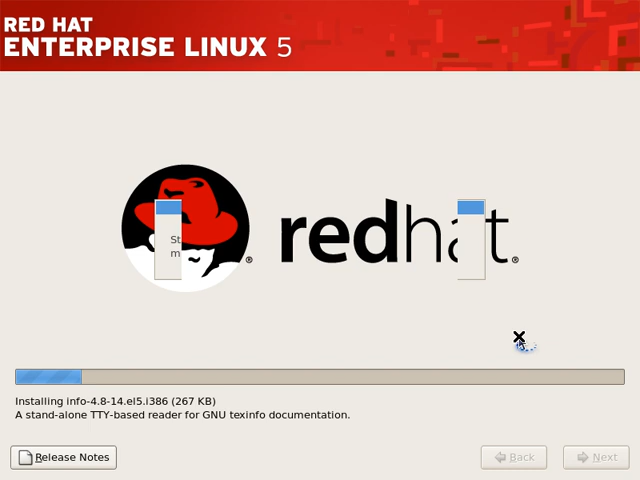 RED HAT
ENTERPRISE LINUX 5
St
m
redhat
®
®
Installing info-4.8-14.el5.i386 (267 KB)
A stand-alone TTY-based reader for GNU texinfo documentation.
Release Notes
Back
Next